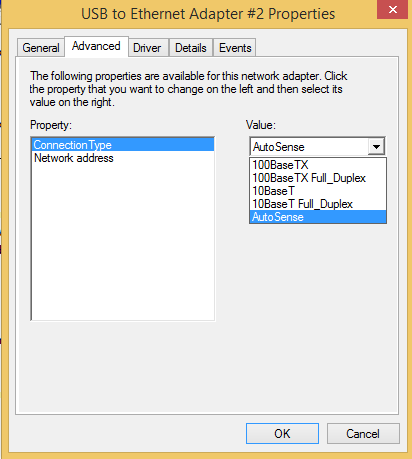 USB to Ethernet Adapter #2 Properties
General Advanced Driver Details Events
The following properties are available for this network adapter. Click
the property that you want to change on the left and then select its
value on the right.
Property: Value:
ConnectionType
Network address
AutoSense
100BaseTX
100BaseTX Full_Duplex
10BaseT
10BaseT Full_Duplex
AutoSense
OK Cancel